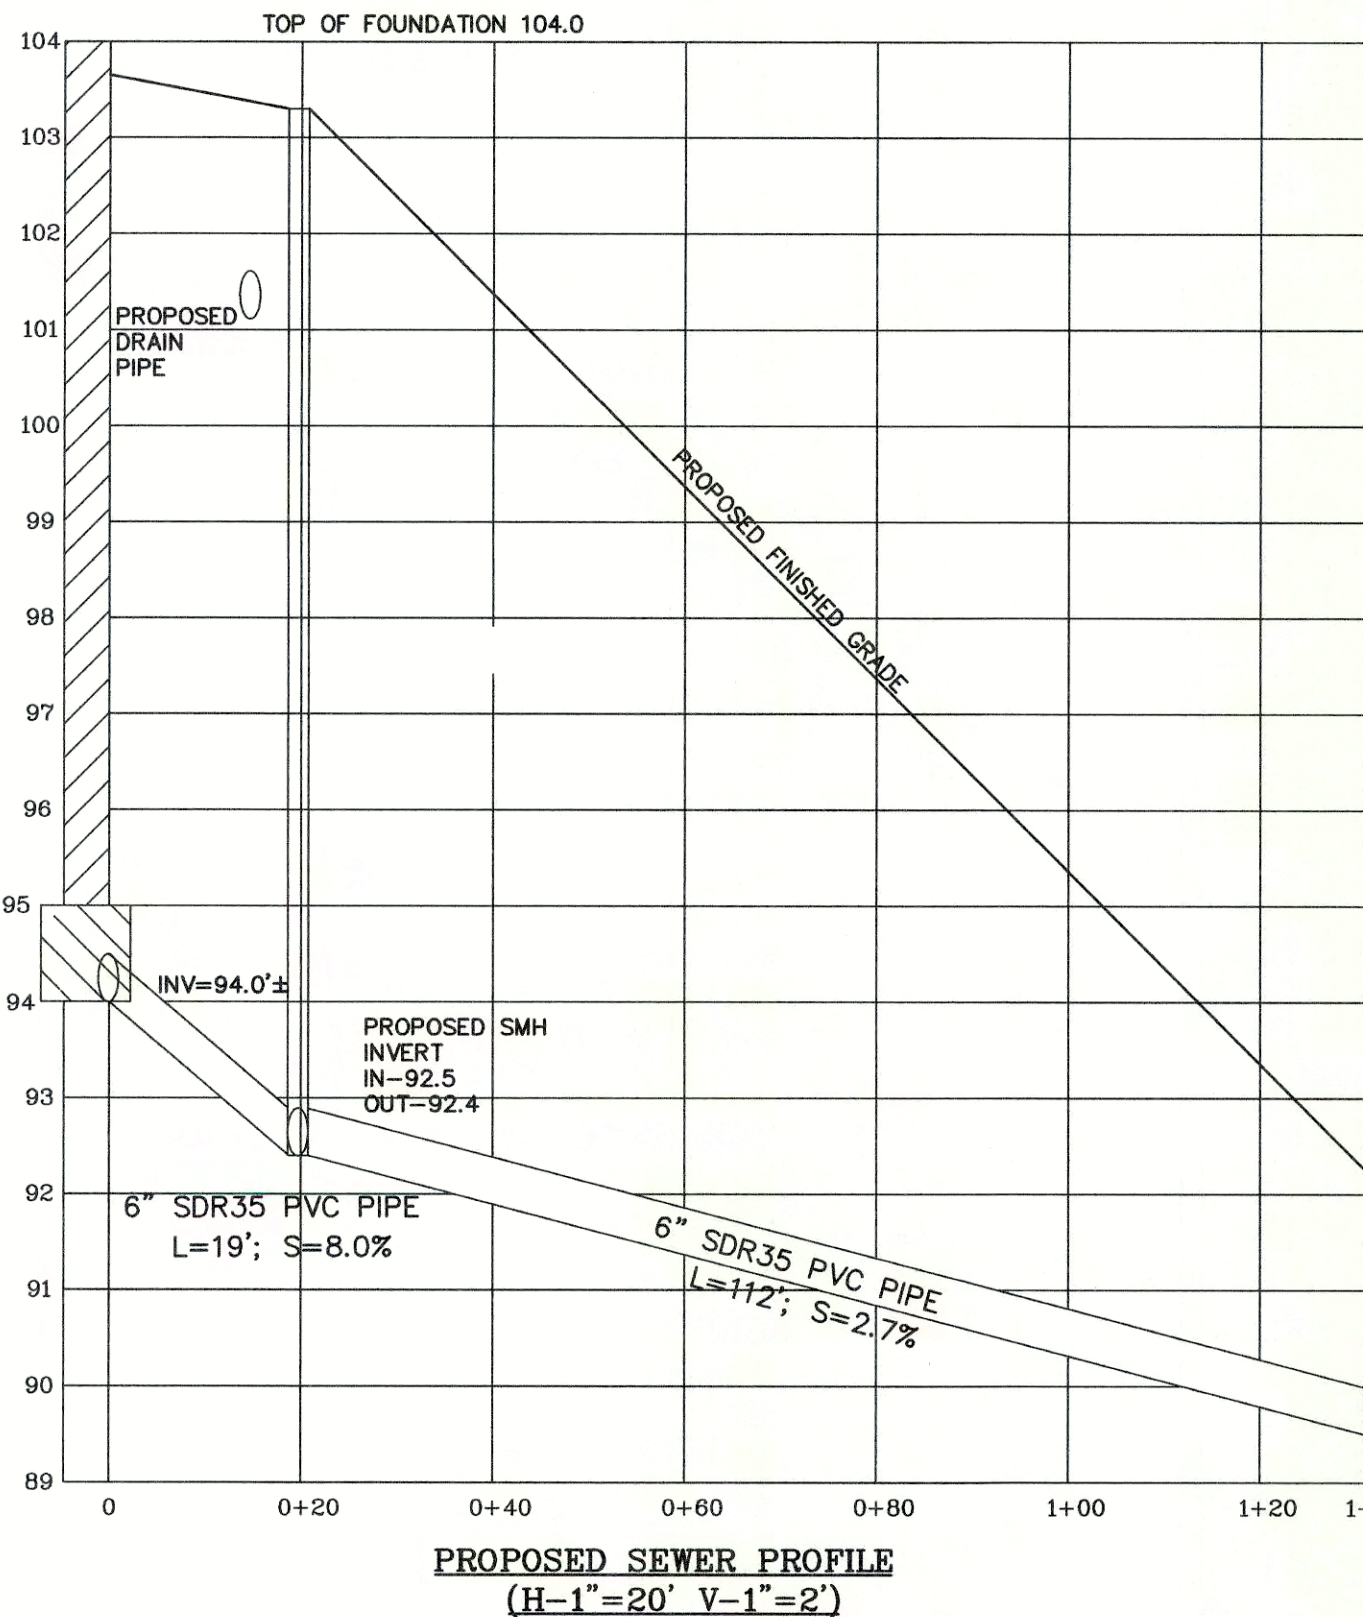 TOP OF FOUNDATION 104.0
104
103
102
PROPOSED
101
DRAIN
PIPE
100
PROPOSED FINISHED GRADE
99
98
97
96
95
INV=94.0'±
94
PROPOSED SMH
INVERT
IN-92.5
OUT-92.4
93
92
6" SDR35 PVC PIPE
L=19'; S=8.0%
6" SDR35 PVC PIPE
L=112'; S=2.7%
91
90
89
0 0+20 0+40 0+60 0+80 1+00 1+20
PROPOSED SEWER PROFILE
(H-1"=20' V-1"=2')